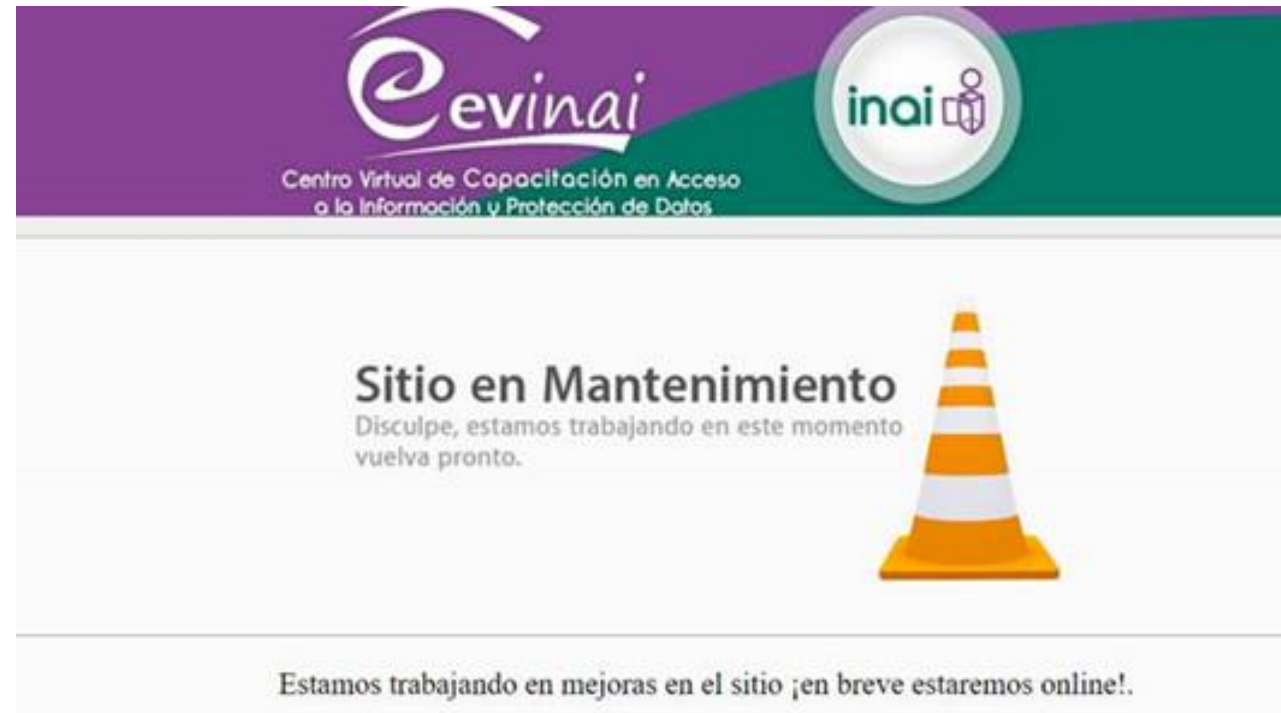 cevinai
inai
Centro Virtual de Capacitación en Acceso
a la Información y Protección de Datos
Sitio en Mantenimiento
Disculpe, estamos trabajando en este momento
vuelva pronto.
Estamos trabajando en mejoras en el sitio ¡en breve estaremos online!.